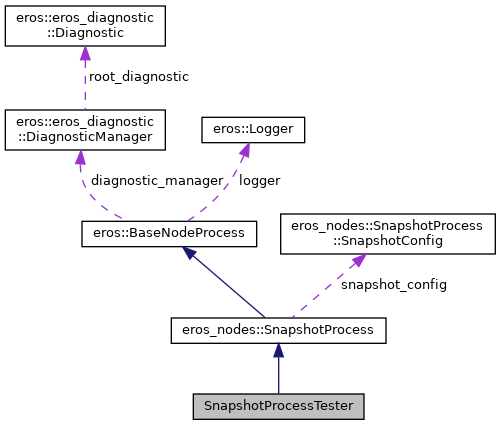 eros::eros_diagnostic
::Diagnostic
root_diagnostic
eros::eros_diagnostic
::DiagnosticManager
eros::Logger
diagnostic_manager
logger
eros::BaseNodeProcess
eros_nodes::SnapshotProcess
::SnapshotConfig
snapshot_config
eros_nodes::SnapshotProcess
SnapshotProcessTester